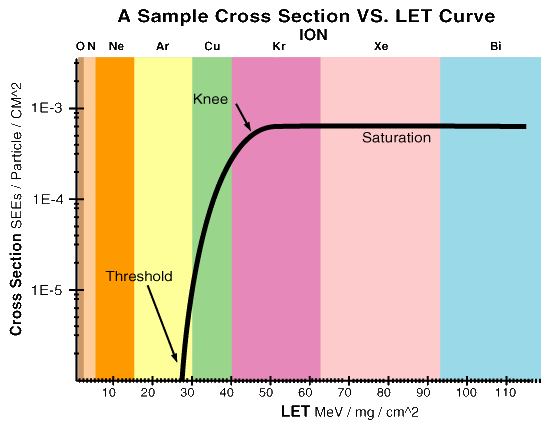 A Sample Cross Section VS. LET Curve
ION
O N Ne Ar Cu Kr Xe Bi
Cross Section SEEs / Particle / CM^2
1E-3
Knee
Saturation
1E-4
Threshold
1E-5
10 20 30 40 50 60 70 80 90 100 110
LET MeV / mg / cm^2